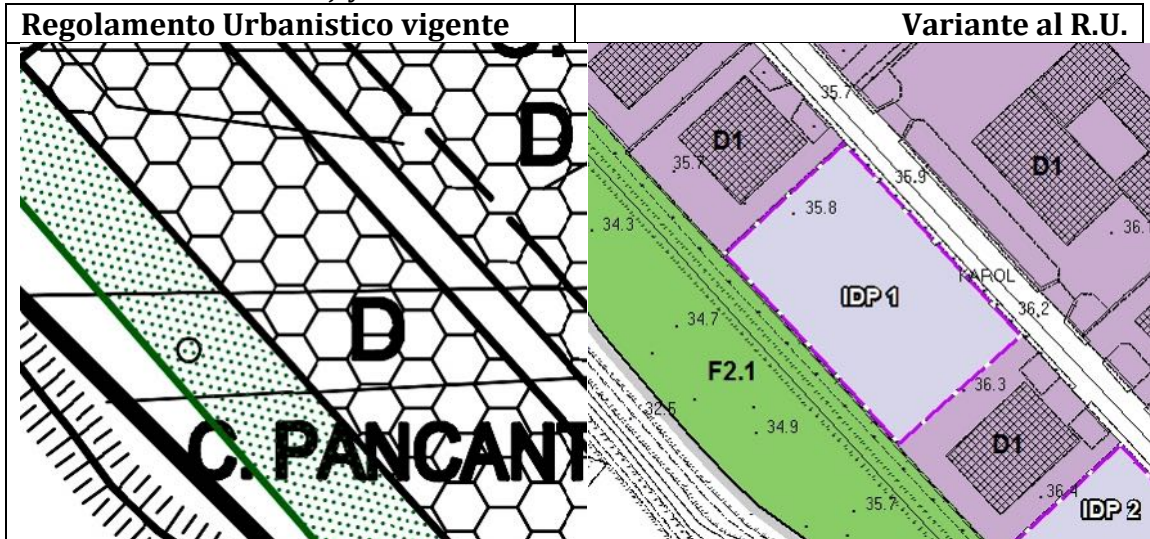 Regolamento Urbanistico vigente
Variante al R.U.
D
D
C. PANCANT
35.7
D1
35.7
D1
35.9
35.8
34.3
36.1
KAROL
IDP 1
36.2
34.7
F2.1
36.3
32.5
34.9
D1
36.4
35.7
IDP 2